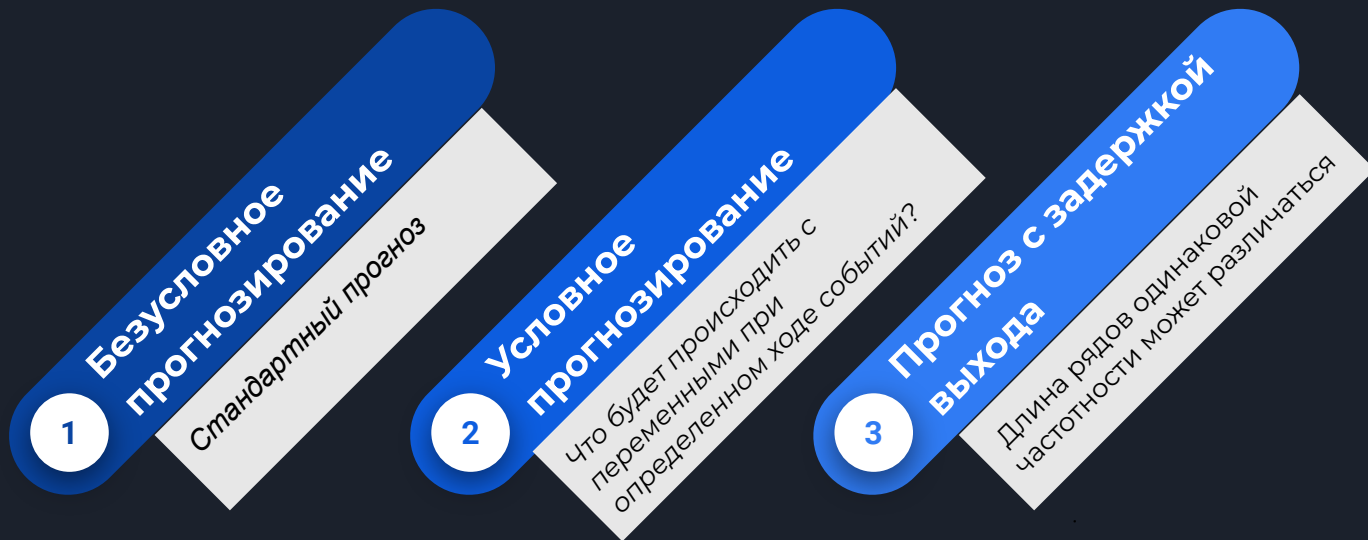 1
Безусловное
прогнозирование
Стандартный прогноз
2
Условное
прогнозирование
Что будет происходить с
переменными при
определенном ходе событий?
3
Прогноз с задержкой
выхода
Длина рядов одинаковой
частотности может различаться